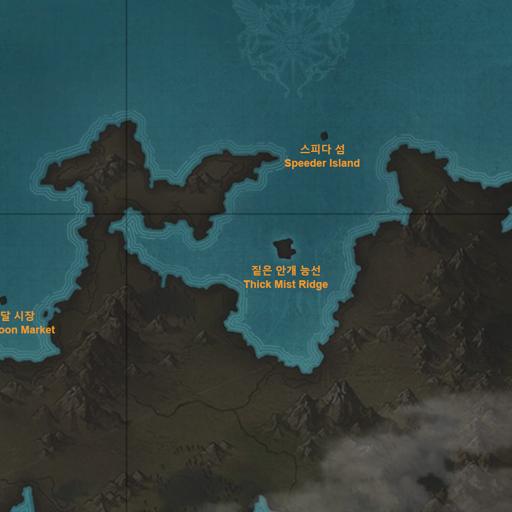 스피다 섬
Speeder Island
짙은 안개 능선
Thick Mist Ridge
달 시장
oon Market